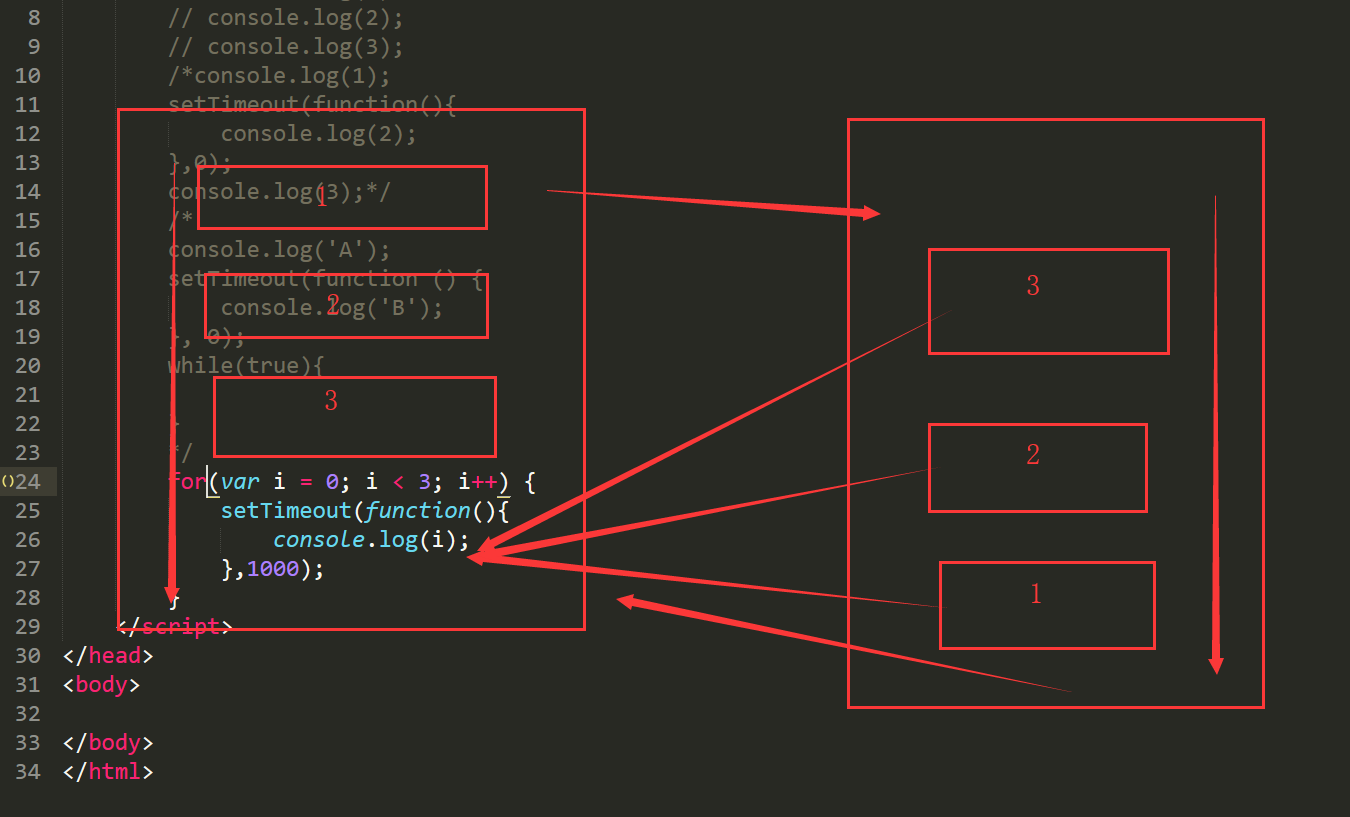 8 // console.log(2);
9 // console.log(3);
10 /*console.log(1);
11 setTimeout(function(){
12 console.log(2);
13 },0);
14 console.log(3);*/
1
15 /*
16 console.log('A');
17 setTimeout(function () {
18 console.log('B');
2
19 }, 0);
20 while(true){
21
3
22 }
23 */
24 for(var i = 0; i < 3; i++) {
25 setTimeout(function(){
26 console.log(i);
27 },1000);
28 }
29 </script>
30 </head>
31 <body>
32
33 </body>
34 </html>
3
2
1